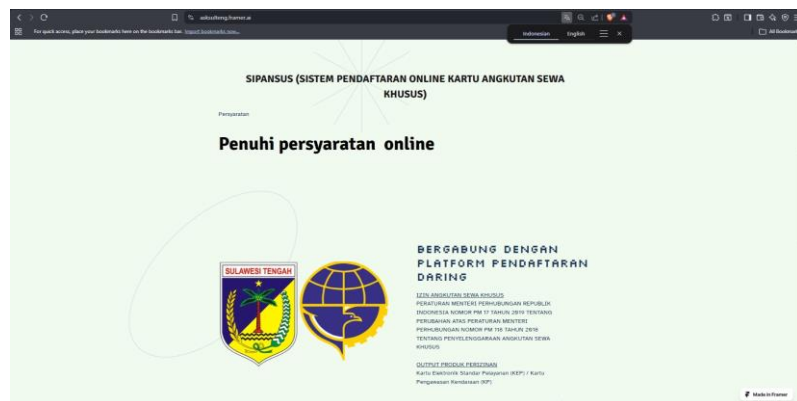 asksulteng.framer.ai
For quick access, place your bookmarks here on the bookmarks bar. Import bookmarks now...
All Bookmarks
Indonesian English
SIPANSUS (SISTEM PENDAFTARAN ONLINE KARTU ANGKUTAN SEWA
KHUSUS)
Persyaratan
Penuhi persyaratan online
SULAWESI TENGAH
BERGABUNG DENGAN
PLATFORM PENDAFTARAN
DARING
IZIN ANGKUTAN SEWA KHUSUS
PERATURAN MENTERI PERHUBUNGAN REPUBLIK
INDONESIA NOMOR PM 17 TAHUN 2019 TENTANG
PERUBAHAN ATAS PERATURAN MENTERI
PERHUBUNGAN NOMOR PM 118 TAHUN 2018
TENTANG PENYELENGGARAAN ANGKUTAN SEWA
KHUSUS
OUTPUT PRODUK PERIZINAN
Kartu Elektronik Standar Pelayanan (KEP) / Kartu
Pengawasan Kendaraan (KP)
Made in Framer